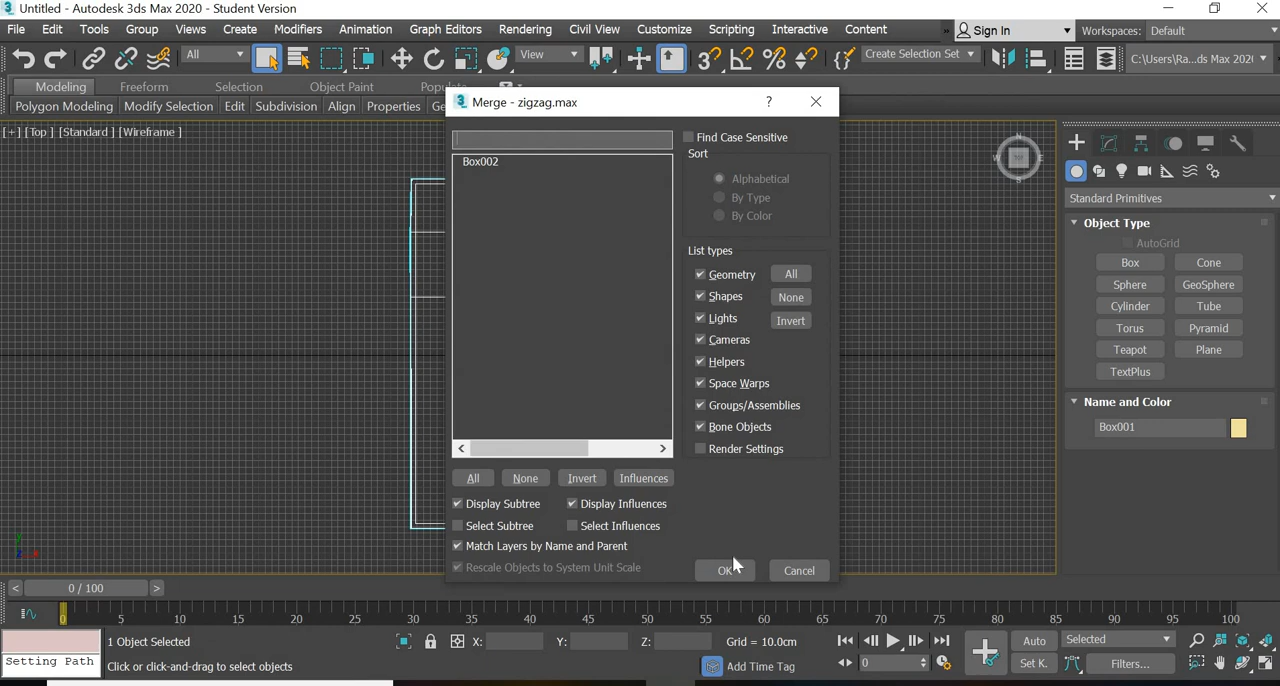 Untitled - Autodesk 3ds Max 2020 - Student Version
File Edit Tools Group Views Create Modifiers Animation Graph Editors Rendering Civil View Customize Scripting Interactive Content » Sign In Workspaces: Default
All View Create Selection Set C:\Users\Ra...ds Max 202(
Modeling Freeform Selection Object Paint Populate
Polygon Modeling Modify Selection Edit Subdivision Align Properties Ge
[+] [Top ] [Standard ] [Wireframe ]
Merge - zigzag.max ?
Find Case Sensitive
Box002
Sort
Alphabetical
By Type
By Color
List types
Geometry All
Shapes None
Lights Invert
Cameras
Helpers
Space Warps
Groups/Assemblies
Bone Objects
Render Settings
All None Invert Influences
Display Subtree Display Influences
Select Subtree Select Influences
Match Layers by Name and Parent
Rescale Objects to System Unit Scale
OK Cancel
N
W TOP E
S
Standard Primitives
Object Type
AutoGrid
Box Cone
Sphere GeoSphere
Cylinder Tube
Torus Pyramid
Teapot Plane
TextPlus
Name and Color
Box001
y
z x
< 0 / 100 >
0 5 10 15 20 25 30 35 40 45 50 55 60 65 70 75 80 85 90 95 100
1 Object Selected X: Y: Z: Grid = 10.0cm Auto Selected
Setting Path Click or click-and-drag to select objects Add Time Tag 0 Set K. Filters...